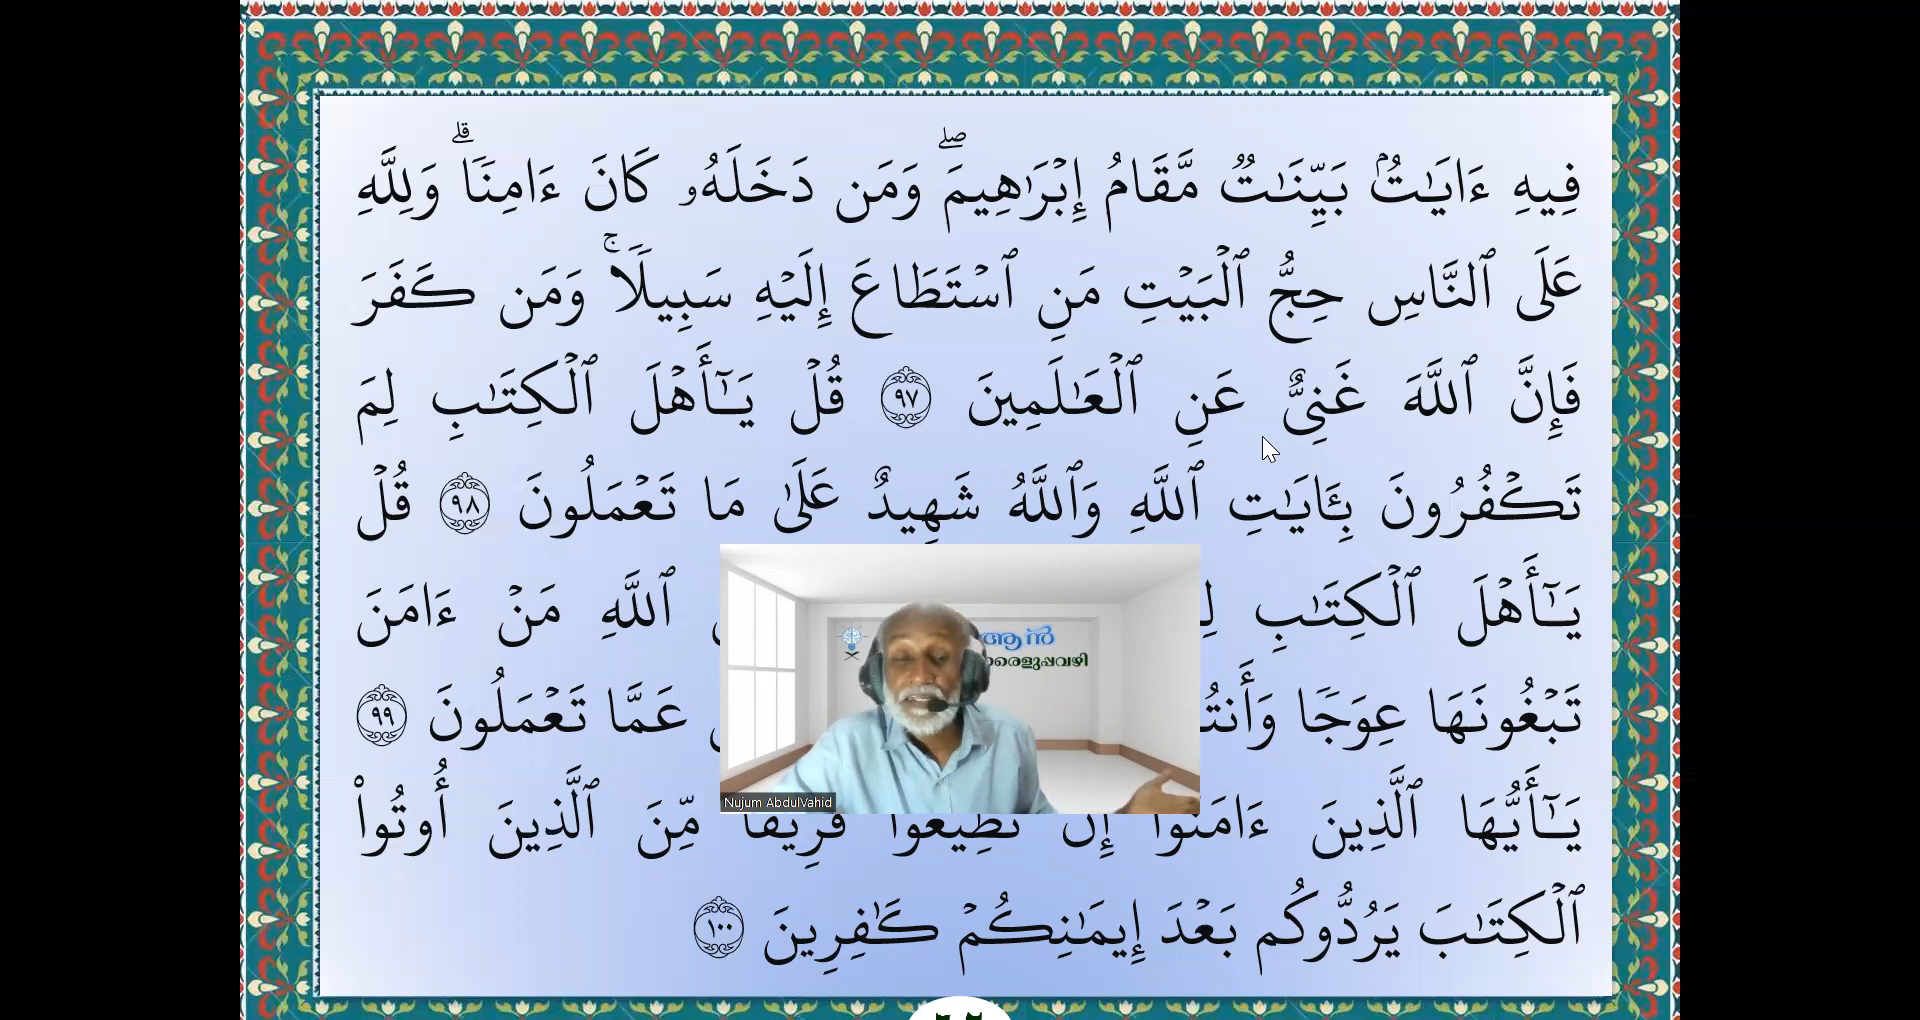 فِيهِ ءَايَٰتُۢ بَيِّنَٰتٞ مَّقَامُ إِبۡرَٰهِيمَۖ وَمَن دَخَلَهُۥ كَانَ ءَامِنٗاۗ وَلِلَّهِ
عَلَى ٱلنَّاسِ حِجُّ ٱلۡبَيۡتِ مَنِ ٱسۡتَطَاعَ إِلَيۡهِ سَبِيلٗاۚ وَمَن كَفَرَ
فَإِنَّ ٱللَّهَ غَنِيٌّ عَنِ ٱلۡعَٰلَمِينَ ٩٧ قُلۡ يَٰٓأَهۡلَ ٱلۡكِتَٰبِ لِمَ
تَكۡفُرُونَ بِـَٔايَٰتِ ٱللَّهِ وَٱللَّهُ شَهِيدٌ عَلَىٰ مَا تَعۡمَلُونَ ٩٨ قُلۡ
يَٰٓأَهۡلَ ٱلۡكِتَٰبِ ٱللَّهِ مَنۡ ءَامَنَ
تَبۡغُونَهَا عِوَجٗا عَمَّا تَعۡمَلُونَ ٩٩
يَٰٓأَيُّهَا ٱلَّذِينَ ءَامَنُوٓاْ إِن تُطِيعُواْ فَرِيقٗا مِّنَ ٱلَّذِينَ أُوتُواْ
ٱلۡكِتَٰبَ يَرُدُّوكُم بَعۡدَ إِيمَٰنِكُمۡ كَٰفِرِينَ ١٠٠
Nujum AbdulVahid